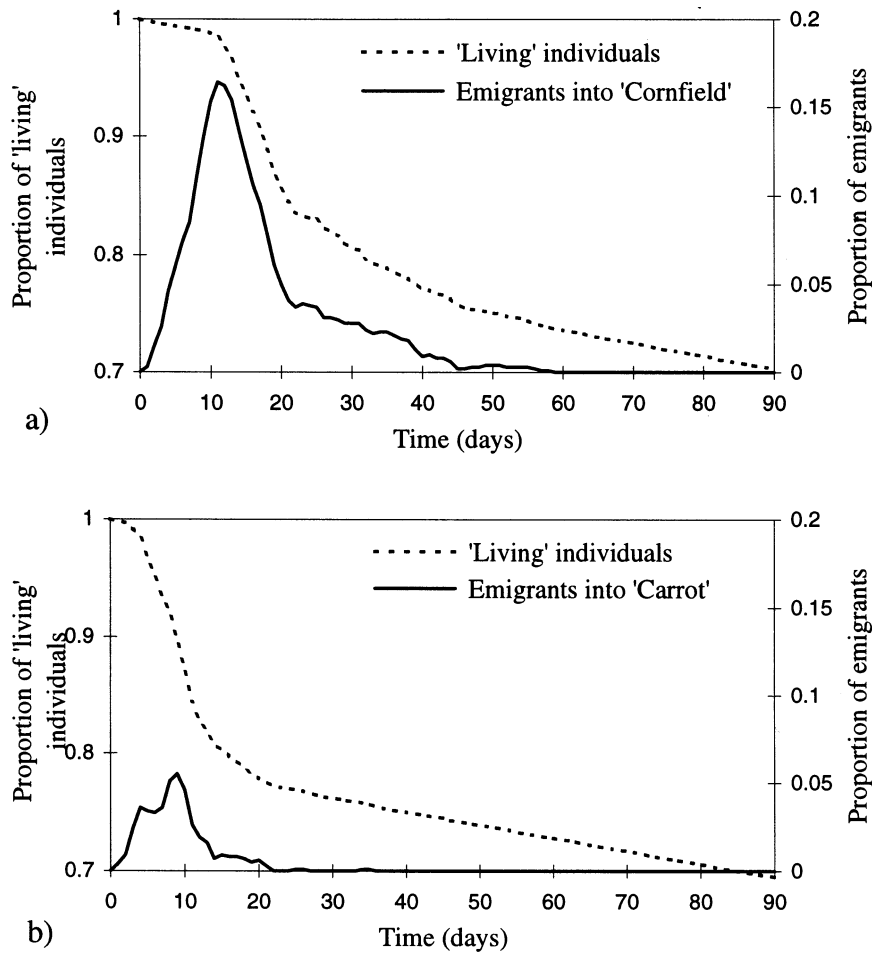 1
0.9
0.8
0.7
Proportion of 'living'
individuals
'Living' individuals
Emigrants into 'Cornfield'
0.2
0.15
0.1
0.05
0
Proportion of emigrants
0 10 20 30 40 50 60 70 80 90
a)
Time (days)
1
0.9
0.8
0.7
Proportion of 'living'
individuals
'Living' individuals
Emigrants into 'Carrot'
0.2
0.15
0.1
0.05
0
Proportion of emigrants
0 10 20 30 40 50 60 70 80 90
b)
Time (days)